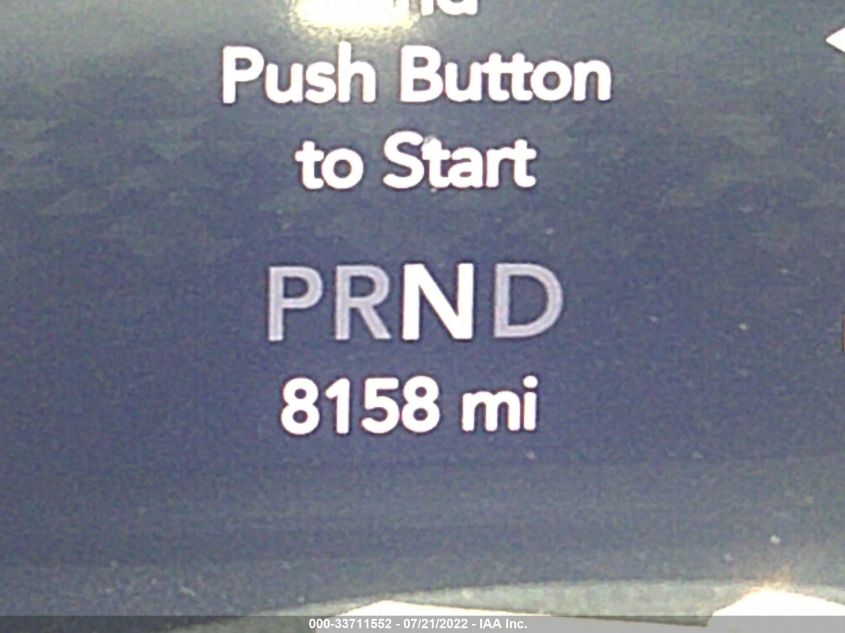 Push Button
to Start
PRND
8158 mi
000-33711552 - 07/21/2022 - IAA Inc.